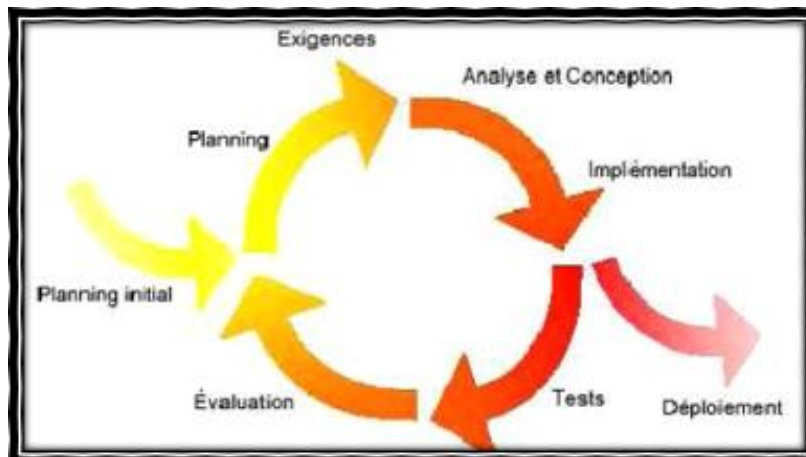 Exigences
Analyse et Conception
Planning
Implémentation
Planning initial
Évaluation
Tests
Déploiement